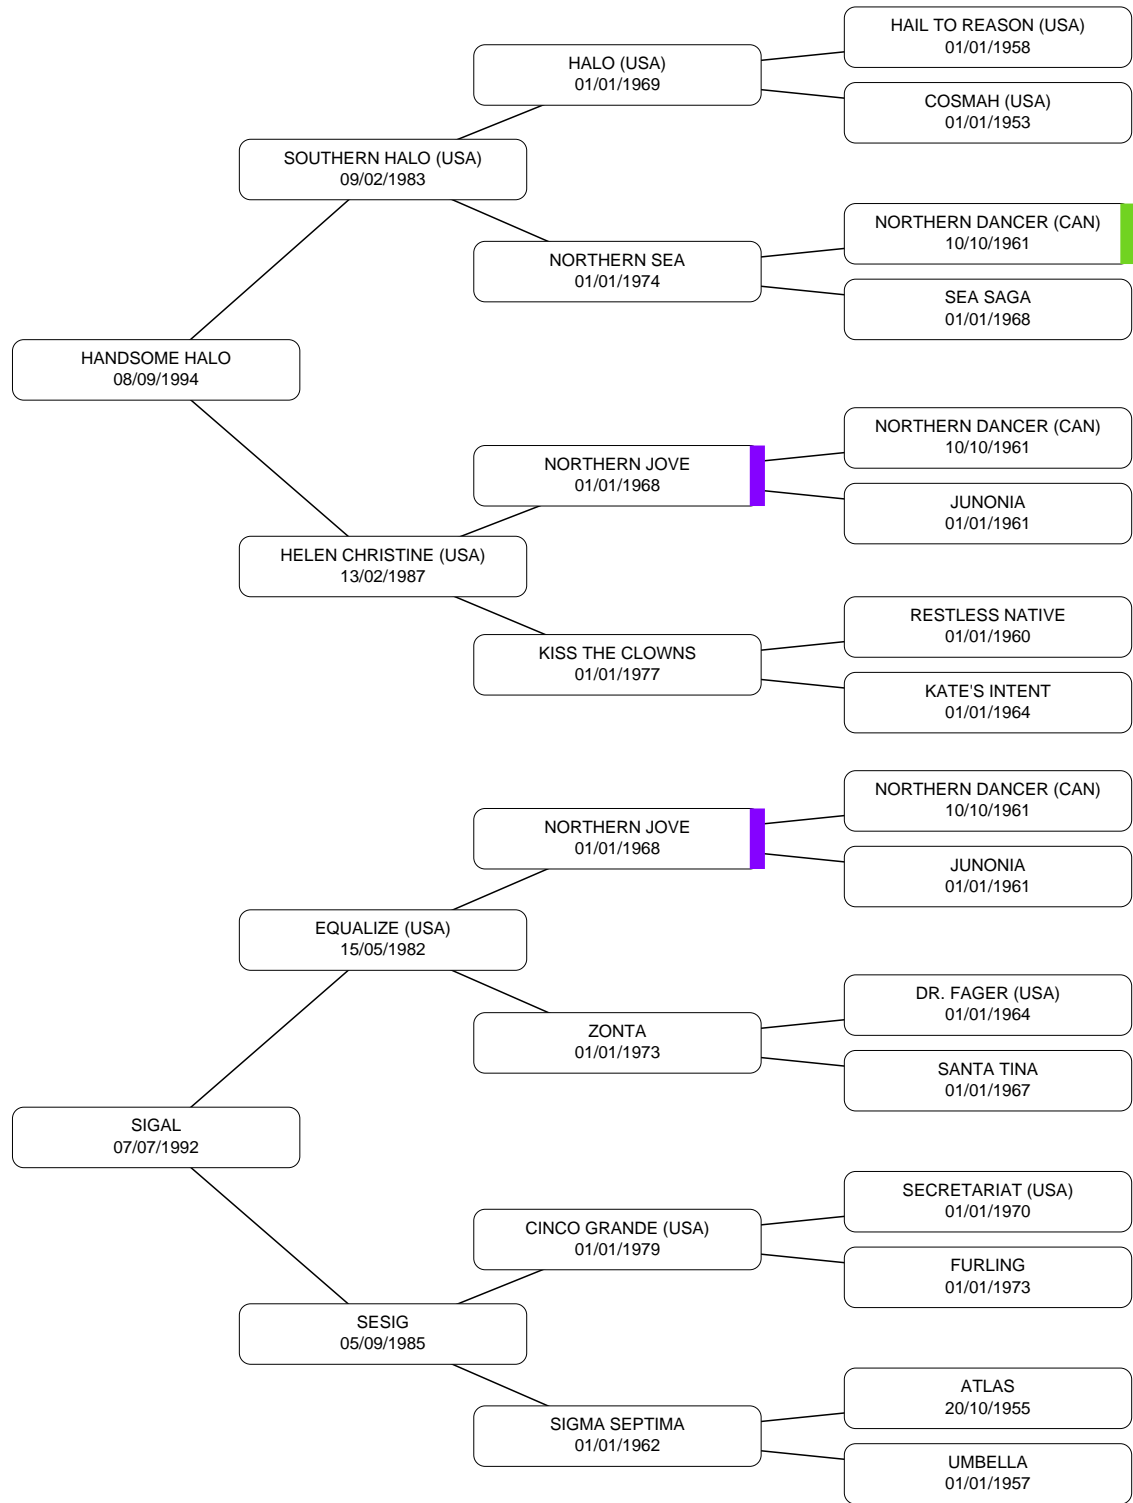 HAIL TO REASON (USA)
01/01/1958
HALO (USA)
01/01/1969
COSMAH (USA)
01/01/1953
SOUTHERN HALO (USA)
09/02/1983
NORTHERN DANCER (CAN)
10/10/1961
NORTHERN SEA
01/01/1974
SEA SAGA
01/01/1968
HANDSOME HALO
08/09/1994
NORTHERN DANCER (CAN)
10/10/1961
NORTHERN JOVE
01/01/1968
JUNONIA
01/01/1961
HELEN CHRISTINE (USA)
13/02/1987
RESTLESS NATIVE
01/01/1960
KISS THE CLOWNS
01/01/1977
KATE'S INTENT
01/01/1964
NORTHERN DANCER (CAN)
10/10/1961
NORTHERN JOVE
01/01/1968
JUNONIA
01/01/1961
EQUALIZE (USA)
15/05/1982
DR. FAGER (USA)
01/01/1964
ZONTA
01/01/1973
SANTA TINA
01/01/1967
SIGAL
07/07/1992
SECRETARIAT (USA)
01/01/1970
CINCO GRANDE (USA)
01/01/1979
FURLING
01/01/1973
SESIG
05/09/1985
ATLAS
20/10/1955
SIGMA SEPTIMA
01/01/1962
UMBELLA
01/01/1957